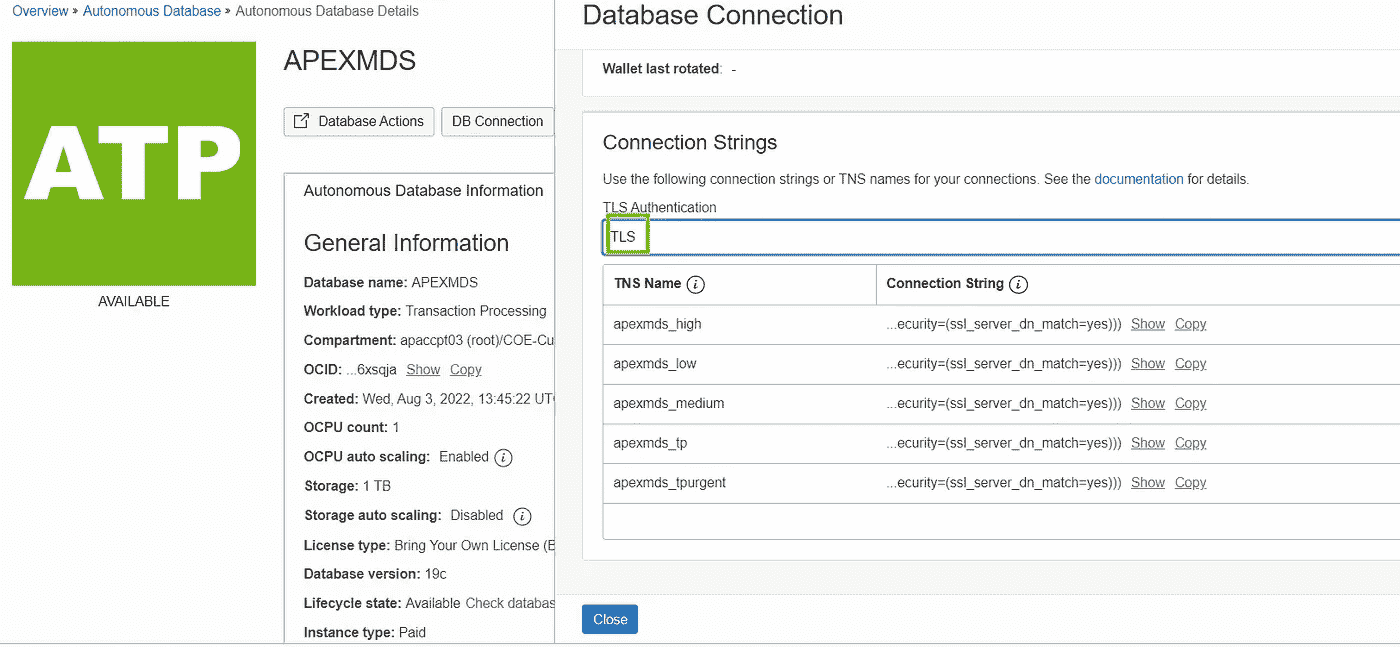 Overview » Autonomous Database » Autonomous Database Details
ATP
AVAILABLE
APEXMDS
Database Actions
DB Connection
Autonomous Database Information
General Information
Database name: APEXMDS
Workload type: Transaction Processing
Compartment: apaccpt03 (root)/COE-Cu
OCID: ...6xsqja Show Copy
Created: Wed, Aug 3, 2022, 13:45:22 UTC
OCPU count: 1
OCPU auto scaling: Enabled i
Storage: 1 TB
Storage auto scaling: Disabled i
License type: Bring Your Own License (B
Database version: 19c
Lifecycle state: Available Check databas
Instance type: Paid
Database Connection
Wallet last rotated: -
Connection Strings
Use the following connection strings or TNS names for your connections. See the documentation for details.
TLS Authentication
TLS
TNS Name i Connection String i
apexmds_high ...ecurity=(ssl_server_dn_match=yes))) Show Copy
apexmds_low ...ecurity=(ssl_server_dn_match=yes))) Show Copy
apexmds_medium ...ecurity=(ssl_server_dn_match=yes))) Show Copy
apexmds_tp ...ecurity=(ssl_server_dn_match=yes))) Show Copy
apexmds_tpurgent ...ecurity=(ssl_server_dn_match=yes))) Show Copy
Close